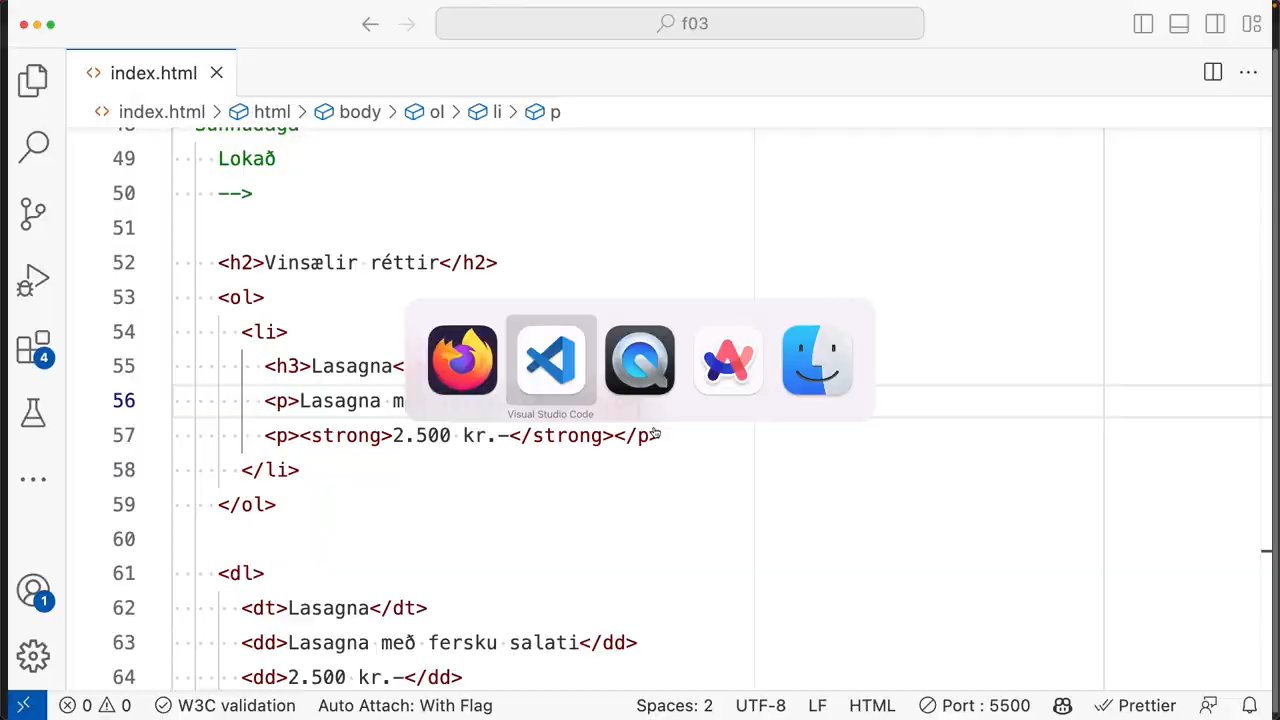 f03
index.html
index.html > html > body > ol > li > p
48 Sunnudaga
49 Lokað
50 -->
51
52 <h2>Vinsælir réttir</h2>
53 <ol>
54 <li>
55 <h3>Lasagna<
56 <p>Lasagna m
57 <p><strong>2.500 kr.-</strong></p>
58 </li>
59 </ol>
60
61 <dl>
62 <dt>Lasagna</dt>
63 <dd>Lasagna með fersku salati</dd>
64 <dd>2.500 kr.-</dd>
Visual Studio Code
4
1
0 0 W3C validation Auto Attach: With Flag Spaces: 2 UTF-8 LF HTML Port : 5500 Prettier